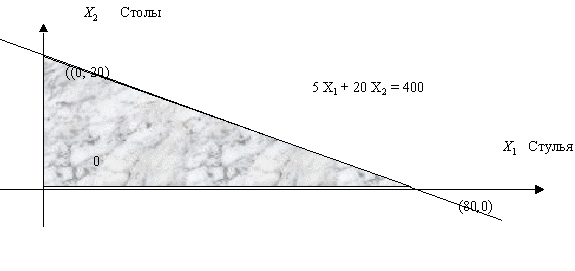 X₂ Столы
((0; 20)
5 X₁ + 20 X₂ = 400
0
X₁ Стулья
(80,0)